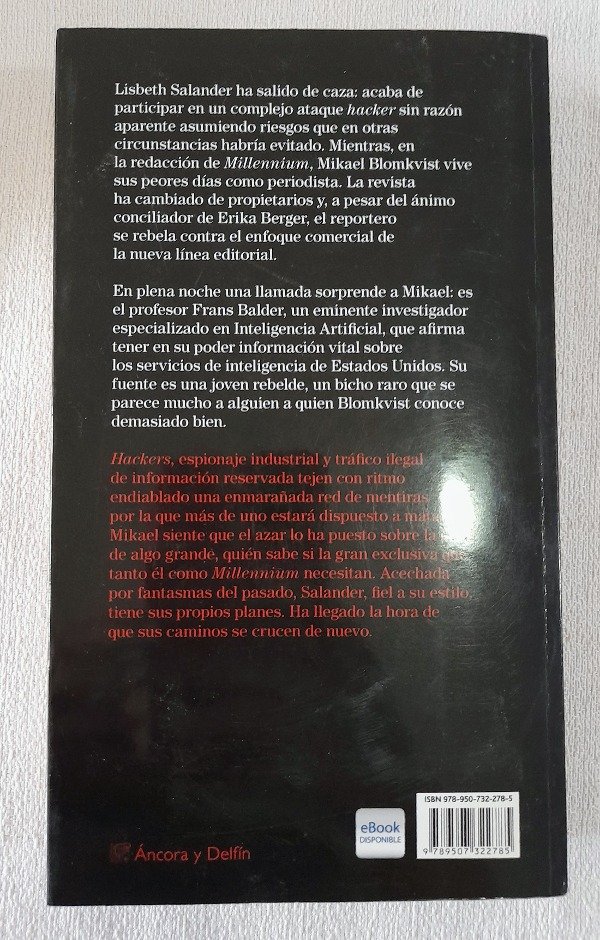 Lisbeth Salander ha salido de caza: acaba de
participar en un complejo ataque hacker sin razón
aparente asumiendo riesgos que en otras
circunstancias habría evitado. Mientras, en
la redacción de Millennium, Mikael Blomkvist vive
sus peores días como periodista. La revista
ha cambiado de propietarios y, a pesar del ánimo
conciliador de Erika Berger, el reportero
se rebela contra el enfoque comercial de
la nueva línea editorial.
En plena noche una llamada sorprende a Mikael: es
el profesor Frans Balder, un eminente investigador
especializado en Inteligencia Artificial, que afirma
tener en su poder información vital sobre
los servicios de inteligencia de Estados Unidos. Su
fuente es una joven rebelde, un bicho raro que se
parece mucho a alguien a quien Blomkvist conoce
demasiado bien.
Hackers, espionaje industrial y tráfico ilegal
de información reservada tejen con ritmo
endiablado una enmarañada red de mentiras
por la que más de uno estará dispuesto a
Mikael siente que el azar lo ha puesto sobre la
de algo grande, quién sabe si la gran exclusiva
tanto él como Millennium necesitan. Acechada
por fantasmas del pasado, Salander, fiel a su estilo,
tiene sus propios planes. Ha llegado la hora de
que sus caminos se crucen de nuevo.
Áncora y Delfín
eBook
DISPONIBLE
ISBN 978-950-732-278-5
9 789507 322785